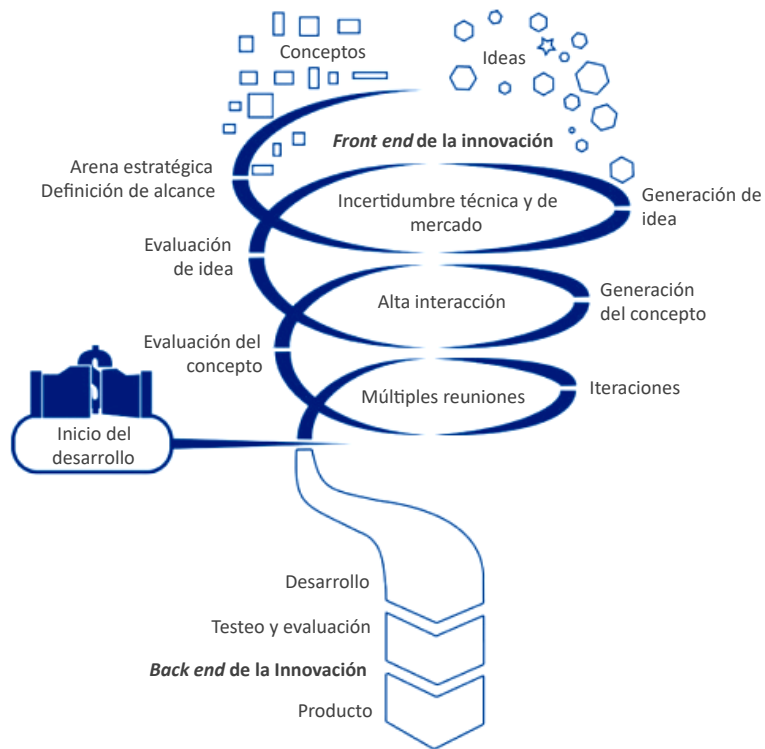 Conceptos
Ideas
Front end de la innovación
Arena estratégica
Definición de alcance
Incertidumbre técnica y de
mercado
Generación de
idea
Evaluación
de idea
Alta interacción
Generación
del concepto
Evaluación del
concepto
Múltiples reuniones
Iteraciones
$
Inicio del
desarrollo
Desarrollo
Testeo y evaluación
Back end de la Innovación
Producto